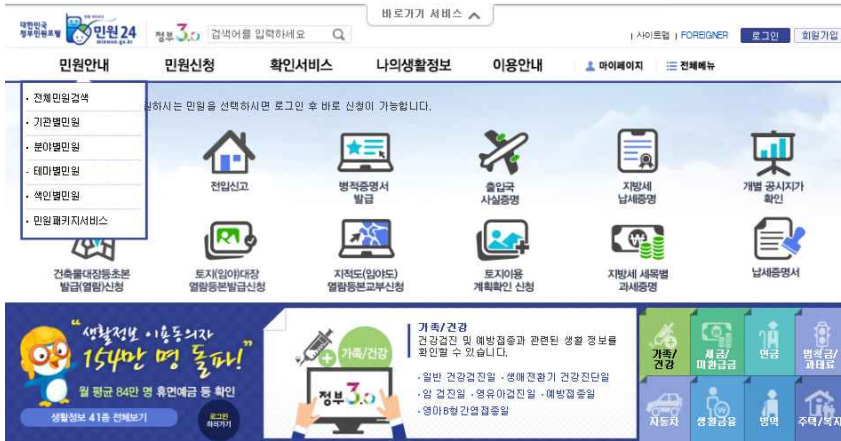 바로가기 서비스
대한민국
정부민원포털
민원24
minwon.go.kr
정부3.0
검색어를 입력하세요
사이트맵 | FOREIGNER
로그인
회원가입
민원안내
민원신청
확인서비스
나의생활정보
이용안내
마이페이지
전체메뉴
· 전체민원검색
· 기관별민원
· 분야별민원
· 테마별민원
· 색인별민원
· 민원패키지서비스
원하시는 민원을 선택하시면 로그인 후 바로 신청이 가능합니다.
전입신고
병적증명서
발급
출입국
사실증명
지방세
납세증명
개별 공시지가
확인
건축물대장등초본
발급(열람)신청
토지(임야)대장
열람등본발급신청
지적도(임야도)
열람등본교부신청
토지이용
계획확인 신청
지방세 세목별
과세증명
납세증명서
“생활정보 이용동의자
154만 명 돌파!”
월 평균 84만 명 휴면예금 등 확인
생활정보 41종 전체보기
로그인
하러가기
가족/건강
정부3.0
가족/건강
건강검진 및 예방접종과 관련된 생활 정보를
확인할 수 있습니다.
· 일반 건강검진일 · 생애전환기 건강진단일
· 암 검진일 · 영유아검진일 · 예방접종일
· 영아B형간염접종일
가족/
건강
세금/
미환급금
연금
범칙금/
과태료
자동차
생활금융
병역
주택/복지